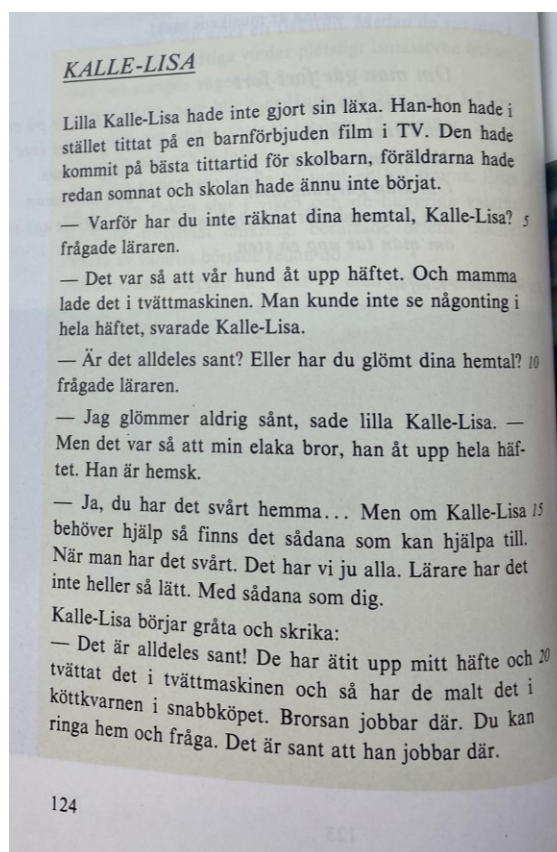 KALLE-LISA
Lilla Kalle-Lisa hade inte gjort sin läxa. Han-hon hade i
stället tittat på en barnförbjuden film i TV. Den hade
kommit på bästa tittartid för skolbarn, föräldrarna hade
redan somnat och skolan hade ännu inte börjat.
— Varför har du inte räknat dina hemtal, Kalle-Lisa? 5
frågade läraren.
— Det var så att vår hund åt upp häftet. Och mamma
lade det i tvättmaskinen. Man kunde inte se någonting i
hela häftet, svarade Kalle-Lisa.
— Är det alldeles sant? Eller har du glömt dina hemtal? 10
frågade läraren.
— Jag glömmer aldrig sånt, sade lilla Kalle-Lisa. —
Men det var så att min elaka bror, han åt upp hela häf-
tet. Han är hemsk.
— Ja, du har det svårt hemma... Men om Kalle-Lisa 15
behöver hjälp så finns det sådana som kan hjälpa till.
När man har det svårt. Det har vi ju alla. Lärare har det
inte heller så lätt. Med sådana som dig.
Kalle-Lisa börjar gråta och skrika:
— Det är alldeles sant! De har ätit upp mitt häfte och 20
tvättat det i tvättmaskinen och så har de malt det i
köttkvarnen i snabbköpet. Brorsan jobbar där. Du kan
ringa hem och fråga. Det är sant att han jobbar där.
124